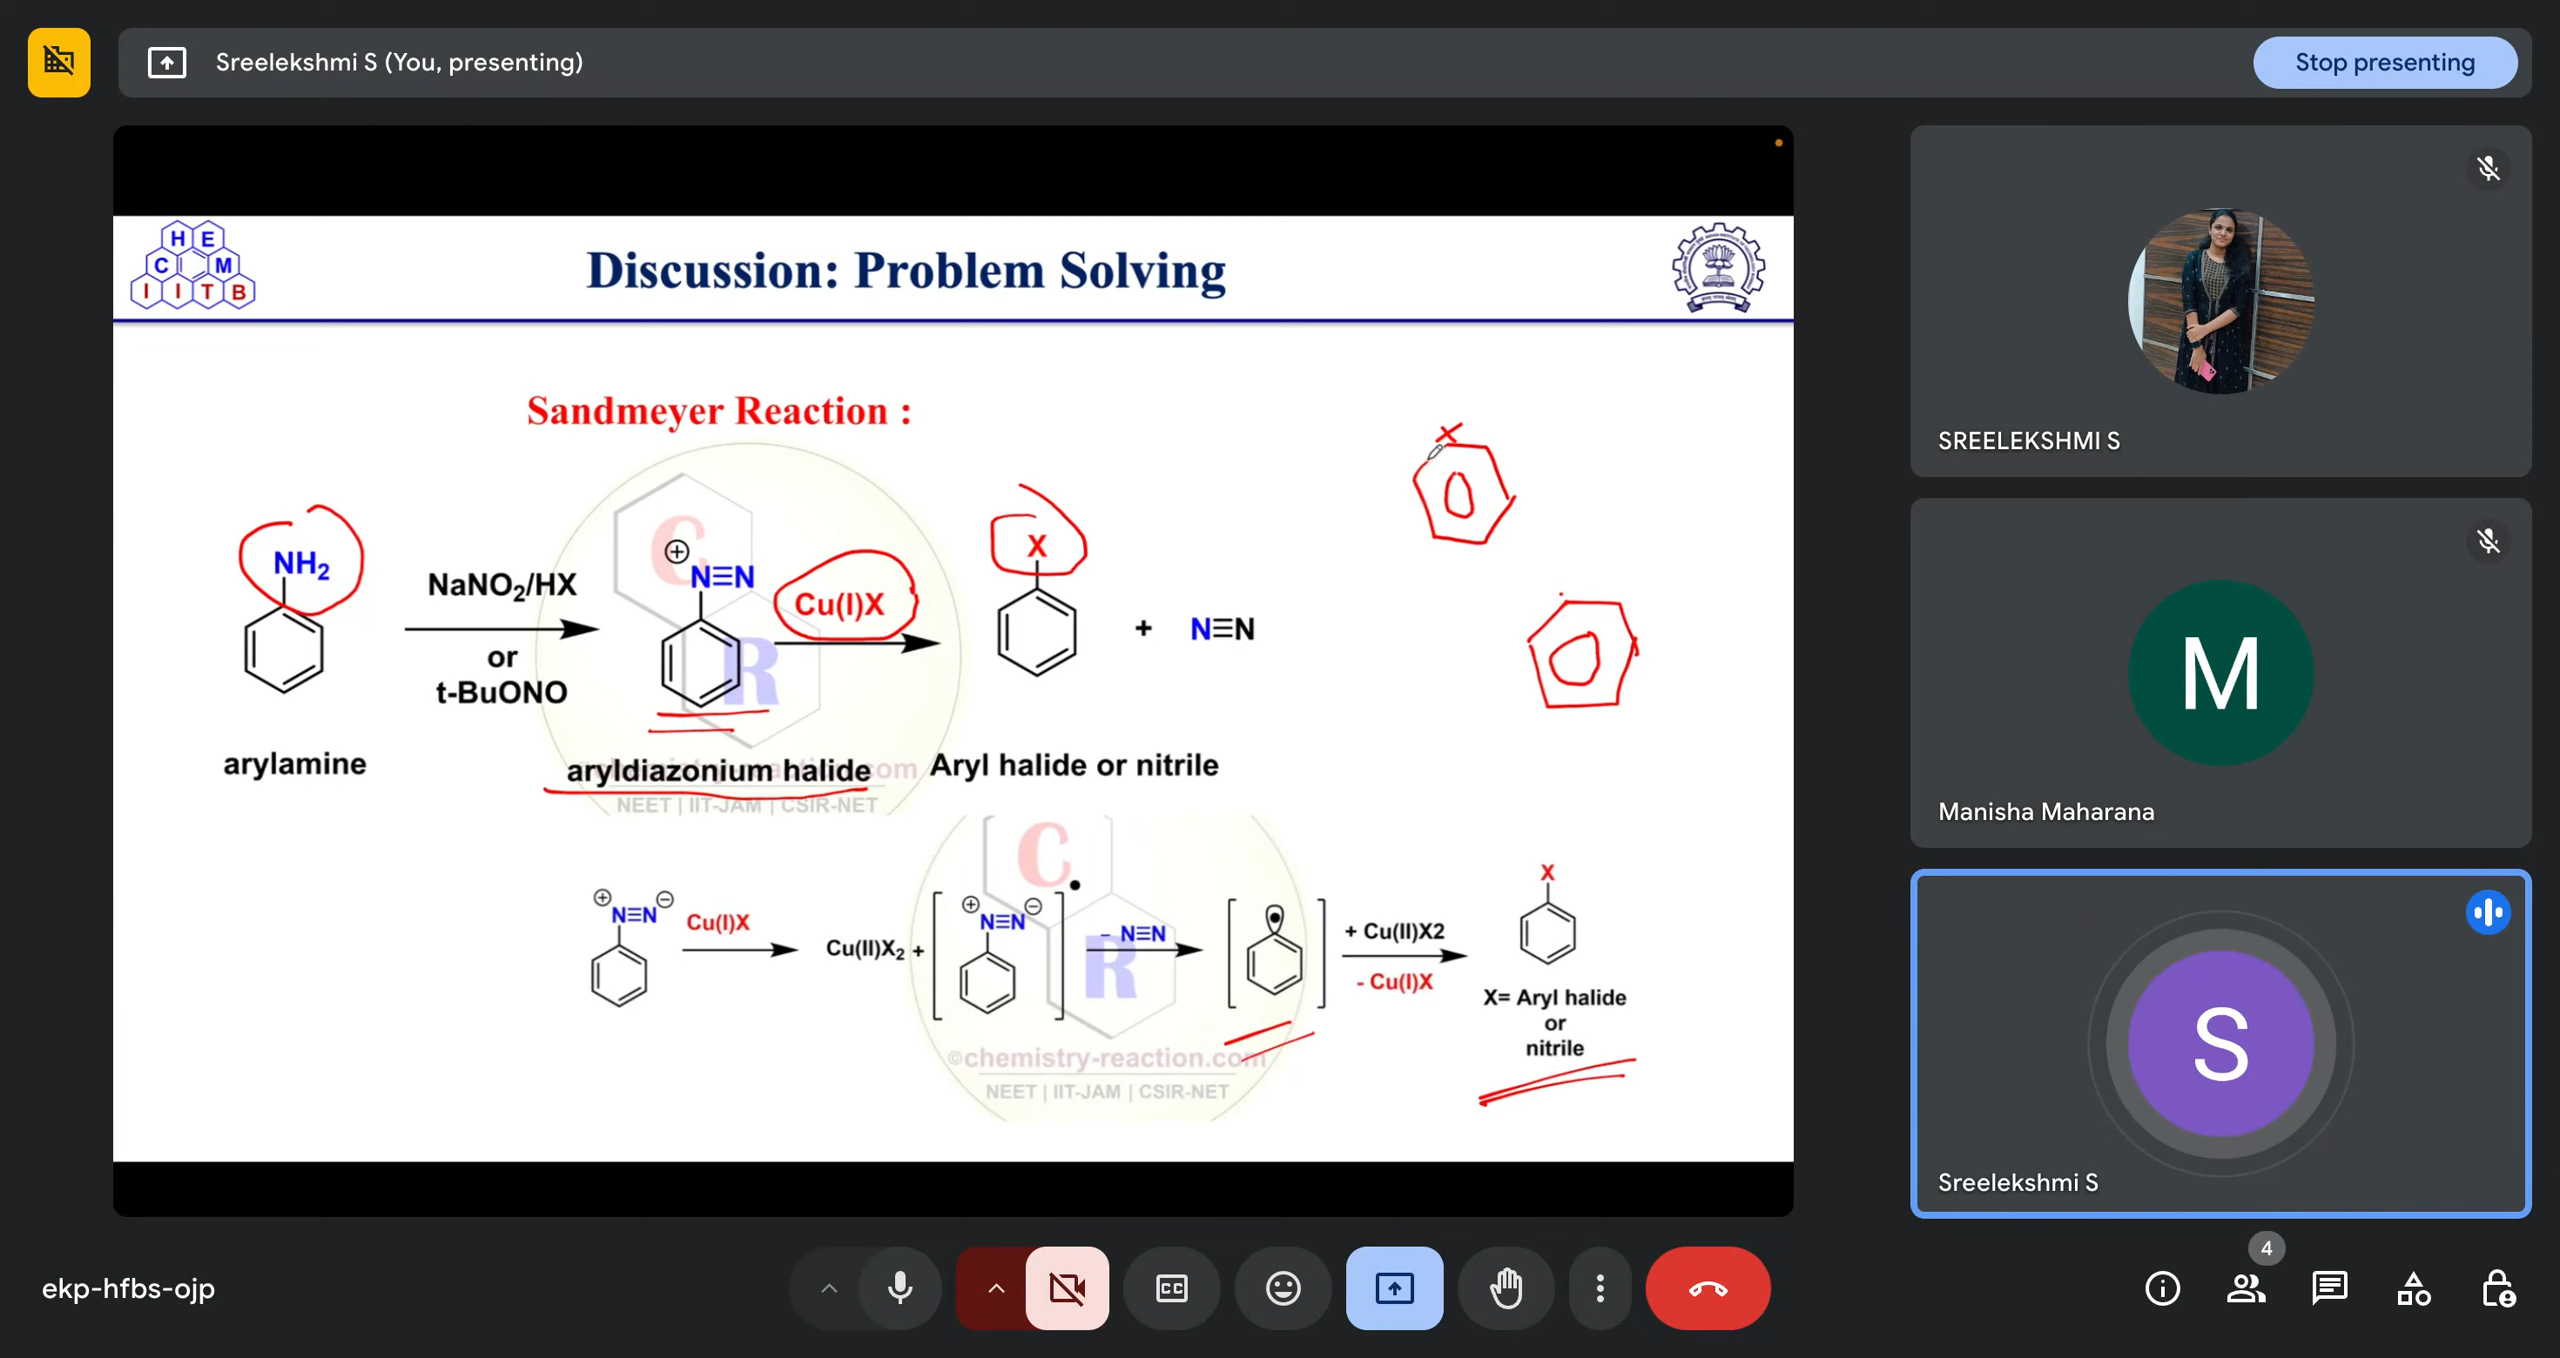 Sreelekshmi S (You, presenting)
Stop presenting
H E
C M
I I T B
Discussion: Problem Solving
Sandmeyer Reaction :
X
NH2
NaNO2/HX
or
t-BuONO
⊕
N≡N
Cu(I)X
X
+ N≡N
C
R
arylamine
aryldiazonium halide
Aryl halide or nitrile
NEET | IIT-JAM | CSIR-NET
⊕ ⊖
N≡N
Cu(I)X
Cu(II)X2 +
⊕ ⊖
N≡N
- N≡N
+ Cu(II)X2
- Cu(I)X
X
X= Aryl halide
or
nitrile
C
R
©chemistry-reaction.com
NEET | IIT-JAM | CSIR-NET
SREELEKSHMI S
M
Manisha Maharana
S
Sreelekshmi S
ekp-hfbs-ojp
CC
4